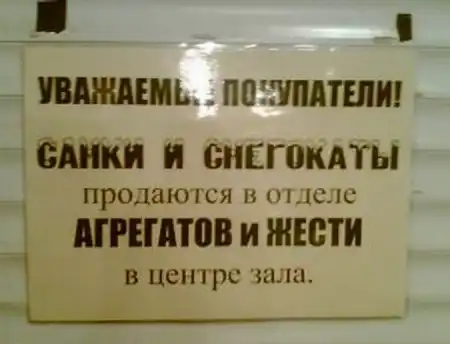 УВАЖАЕМЫЕ ПОКУПАТЕЛИ!
САНКИ И СНЕГОКАТЫ
продаются в отделе
АГРЕГАТОВ и ЖЕСТИ
в центре зала.